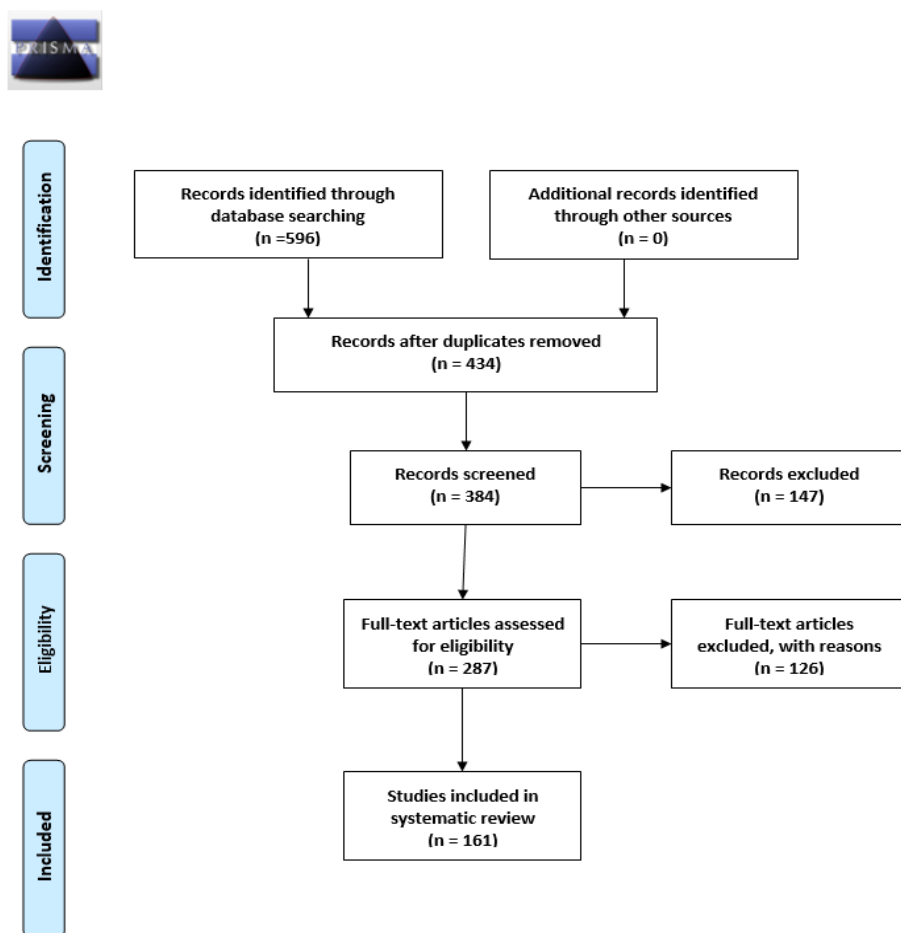 PRISMA
Identification
Records identified through
database searching
(n =596)
Additional records identified
through other sources
(n = 0)
Records after duplicates removed
(n = 434)
Screening
Records screened
(n = 384)
Records excluded
(n = 147)
Eligibility
Full-text articles assessed
for eligibility
(n = 287)
Full-text articles
excluded, with reasons
(n = 126)
Included
Studies included in
systematic review
(n = 161)